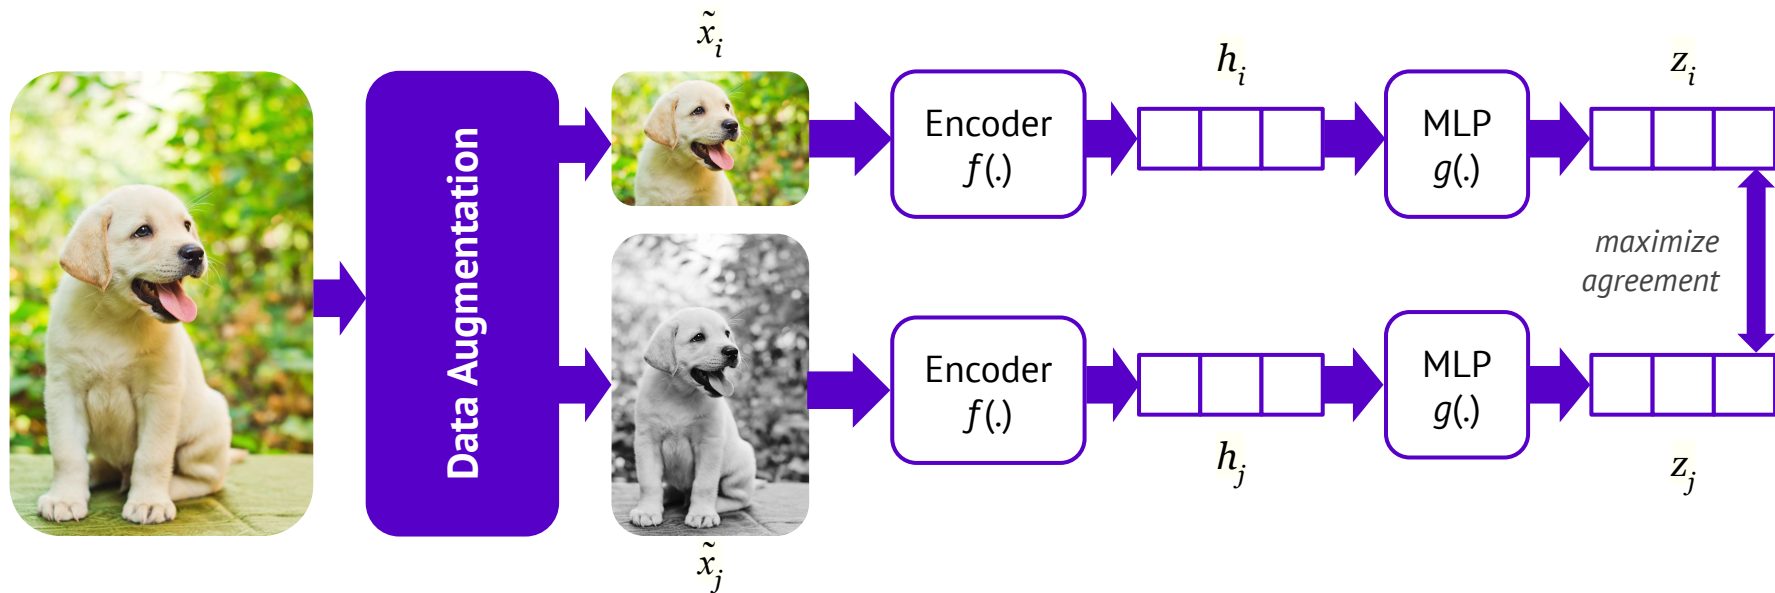 x̃ᵢ
hᵢ
zᵢ
Data Augmentation
Encoder
f(.)
MLP
g(.)
maximize
agreement
Encoder
f(.)
MLP
g(.)
hⱼ
zⱼ
x̃ⱼ